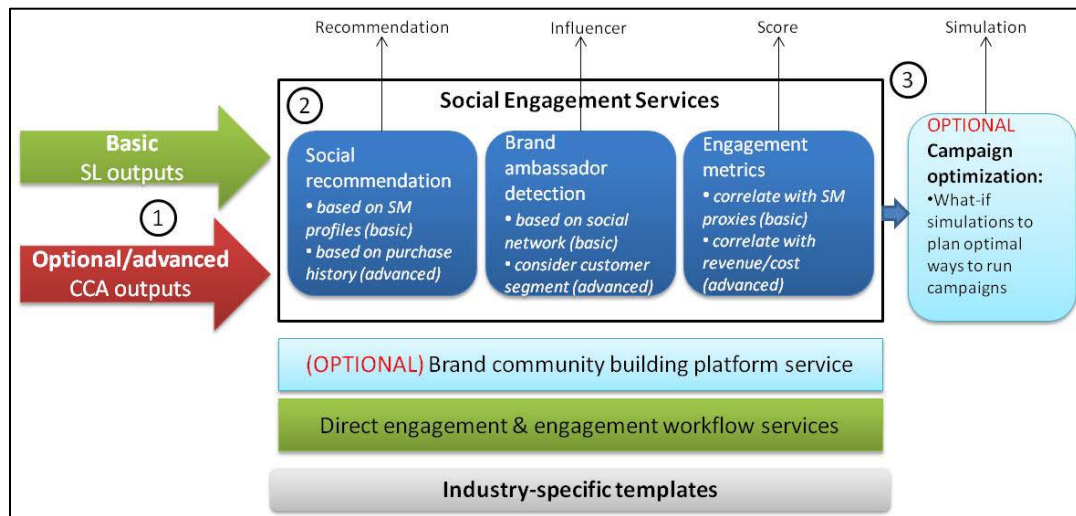 Recommendation
Influencer
Score
Simulation
1
Basic
SL outputs
Optional/advanced
CCA outputs
2
Social Engagement Services
Social
recommendation
• based on SM
profiles (basic)
• based on purchase
history (advanced)
Brand
ambassador
detection
• based on social
network (basic)
• consider customer
segment (advanced)
Engagement
metrics
• correlate with SM
proxies (basic)
• correlate with
revenue/cost
(advanced)
3
OPTIONAL
Campaign
optimization:
•What-if
simulations to
plan optimal
ways to run
campaigns
(OPTIONAL) Brand community building platform service
Direct engagement & engagement workflow services
Industry-specific templates